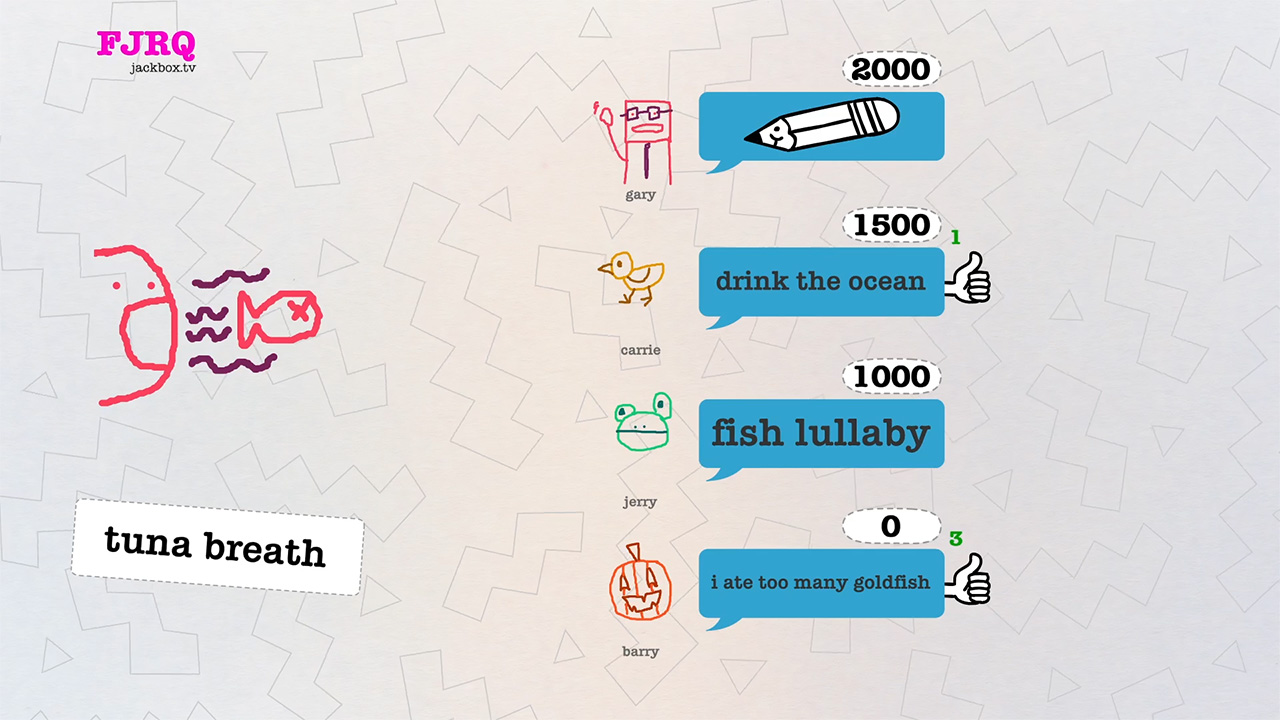 FJRQ
jackbox.tv
2000
gary
1500
1
drink the ocean
carrie
1000
fish lullaby
jerry
0
3
i ate too many goldfish
barry
tuna breath